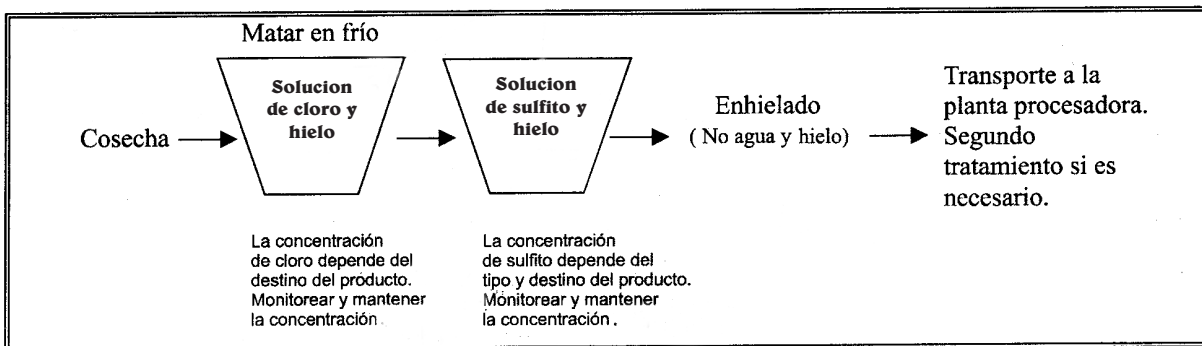 Matar en frío
Solucion
de cloro y
hielo
Solucion
de sulfito y
hielo
Cosecha
Enhielado
( No agua y hielo)
Transporte a la
planta procesadora.
Segundo
tratamiento si es
necesario.
La concentración
de cloro depende del
destino del producto.
Monitorear y mantener
la concentración.
La concentración
de sulfito depende del
tipo y destino del producto.
Monitorear y mantener
la concentración.